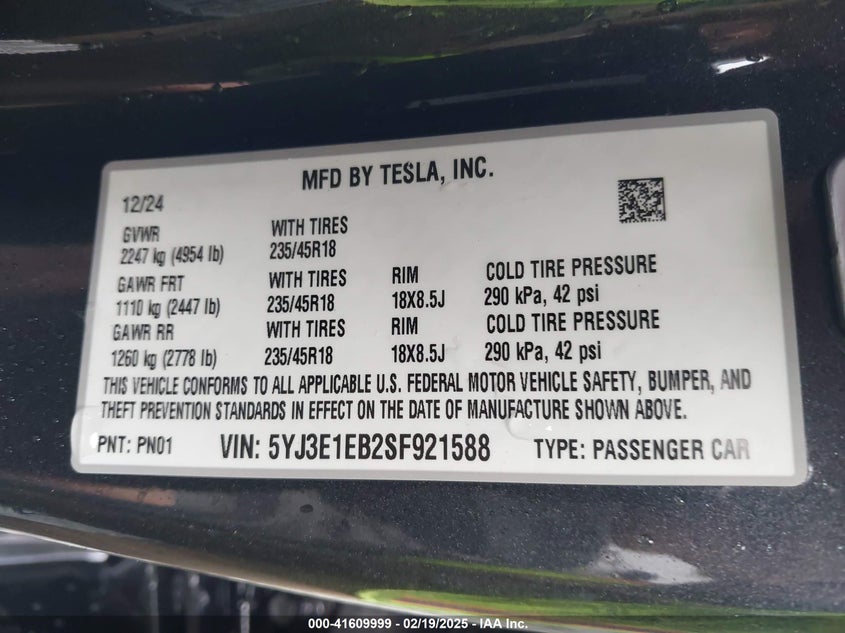 MFD BY TESLA, INC.
12/24
GVWR WITH TIRES
2247 kg (4954 lb) 235/45R18
GAWR FRT WITH TIRES RIM COLD TIRE PRESSURE
1110 kg (2447 lb) 235/45R18 18X8.5J 290 kPa, 42 psi
GAWR RR WITH TIRES RIM COLD TIRE PRESSURE
1260 kg (2778 lb) 235/45R18 18X8.5J 290 kPa, 42 psi
THIS VEHICLE CONFORMS TO ALL APPLICABLE U.S. FEDERAL MOTOR VEHICLE SAFETY, BUMPER, AND
THEFT PREVENTION STANDARDS IN EFFECT ON THE DATE OF MANUFACTURE SHOWN ABOVE.
PNT: PN01 VIN: 5YJ3E1EB2SF921588 TYPE: PASSENGER CAR
000-41609999 - 02/19/2025 - IAA Inc.